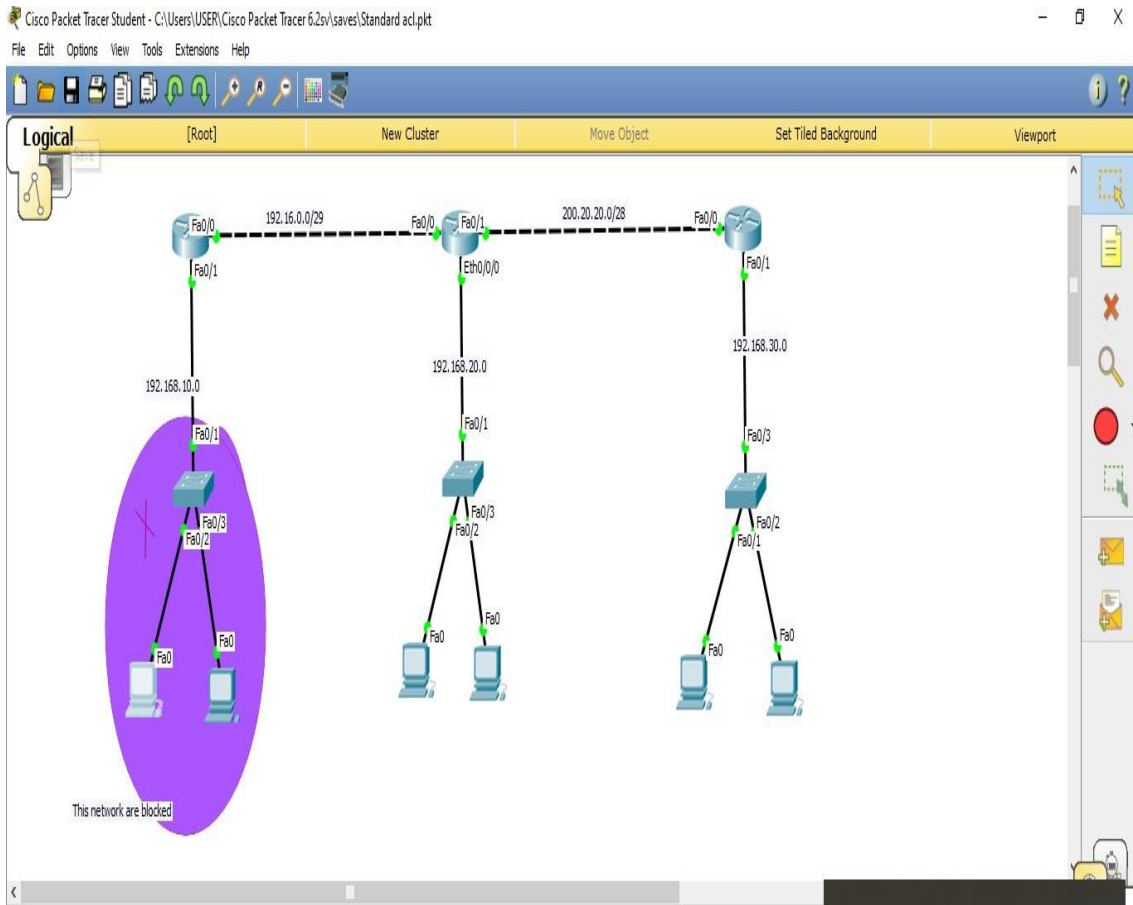 Cisco Packet Tracer Student - C:\Users\USER\Cisco Packet Tracer 6.2sv\saves\Standard acl.pkt
File Edit Options View Tools Extensions Help
Logical [Root] New Cluster Move Object Set Tiled Background Viewport
Save
Fa0/0 192.16.0.0/29 Fa0/0 Fa0/1 200.20.20.0/28 Fa0/0
Fa0/1 Eth0/0/0 Fa0/1
192.168.10.0 192.168.20.0 192.168.30.0
Fa0/1 Fa0/1 Fa0/3
Fa0/3 Fa0/3 Fa0/2
Fa0/2 Fa0/2 Fa0/1
Fa0 Fa0 Fa0 Fa0 Fa0 Fa0
This network are blocked